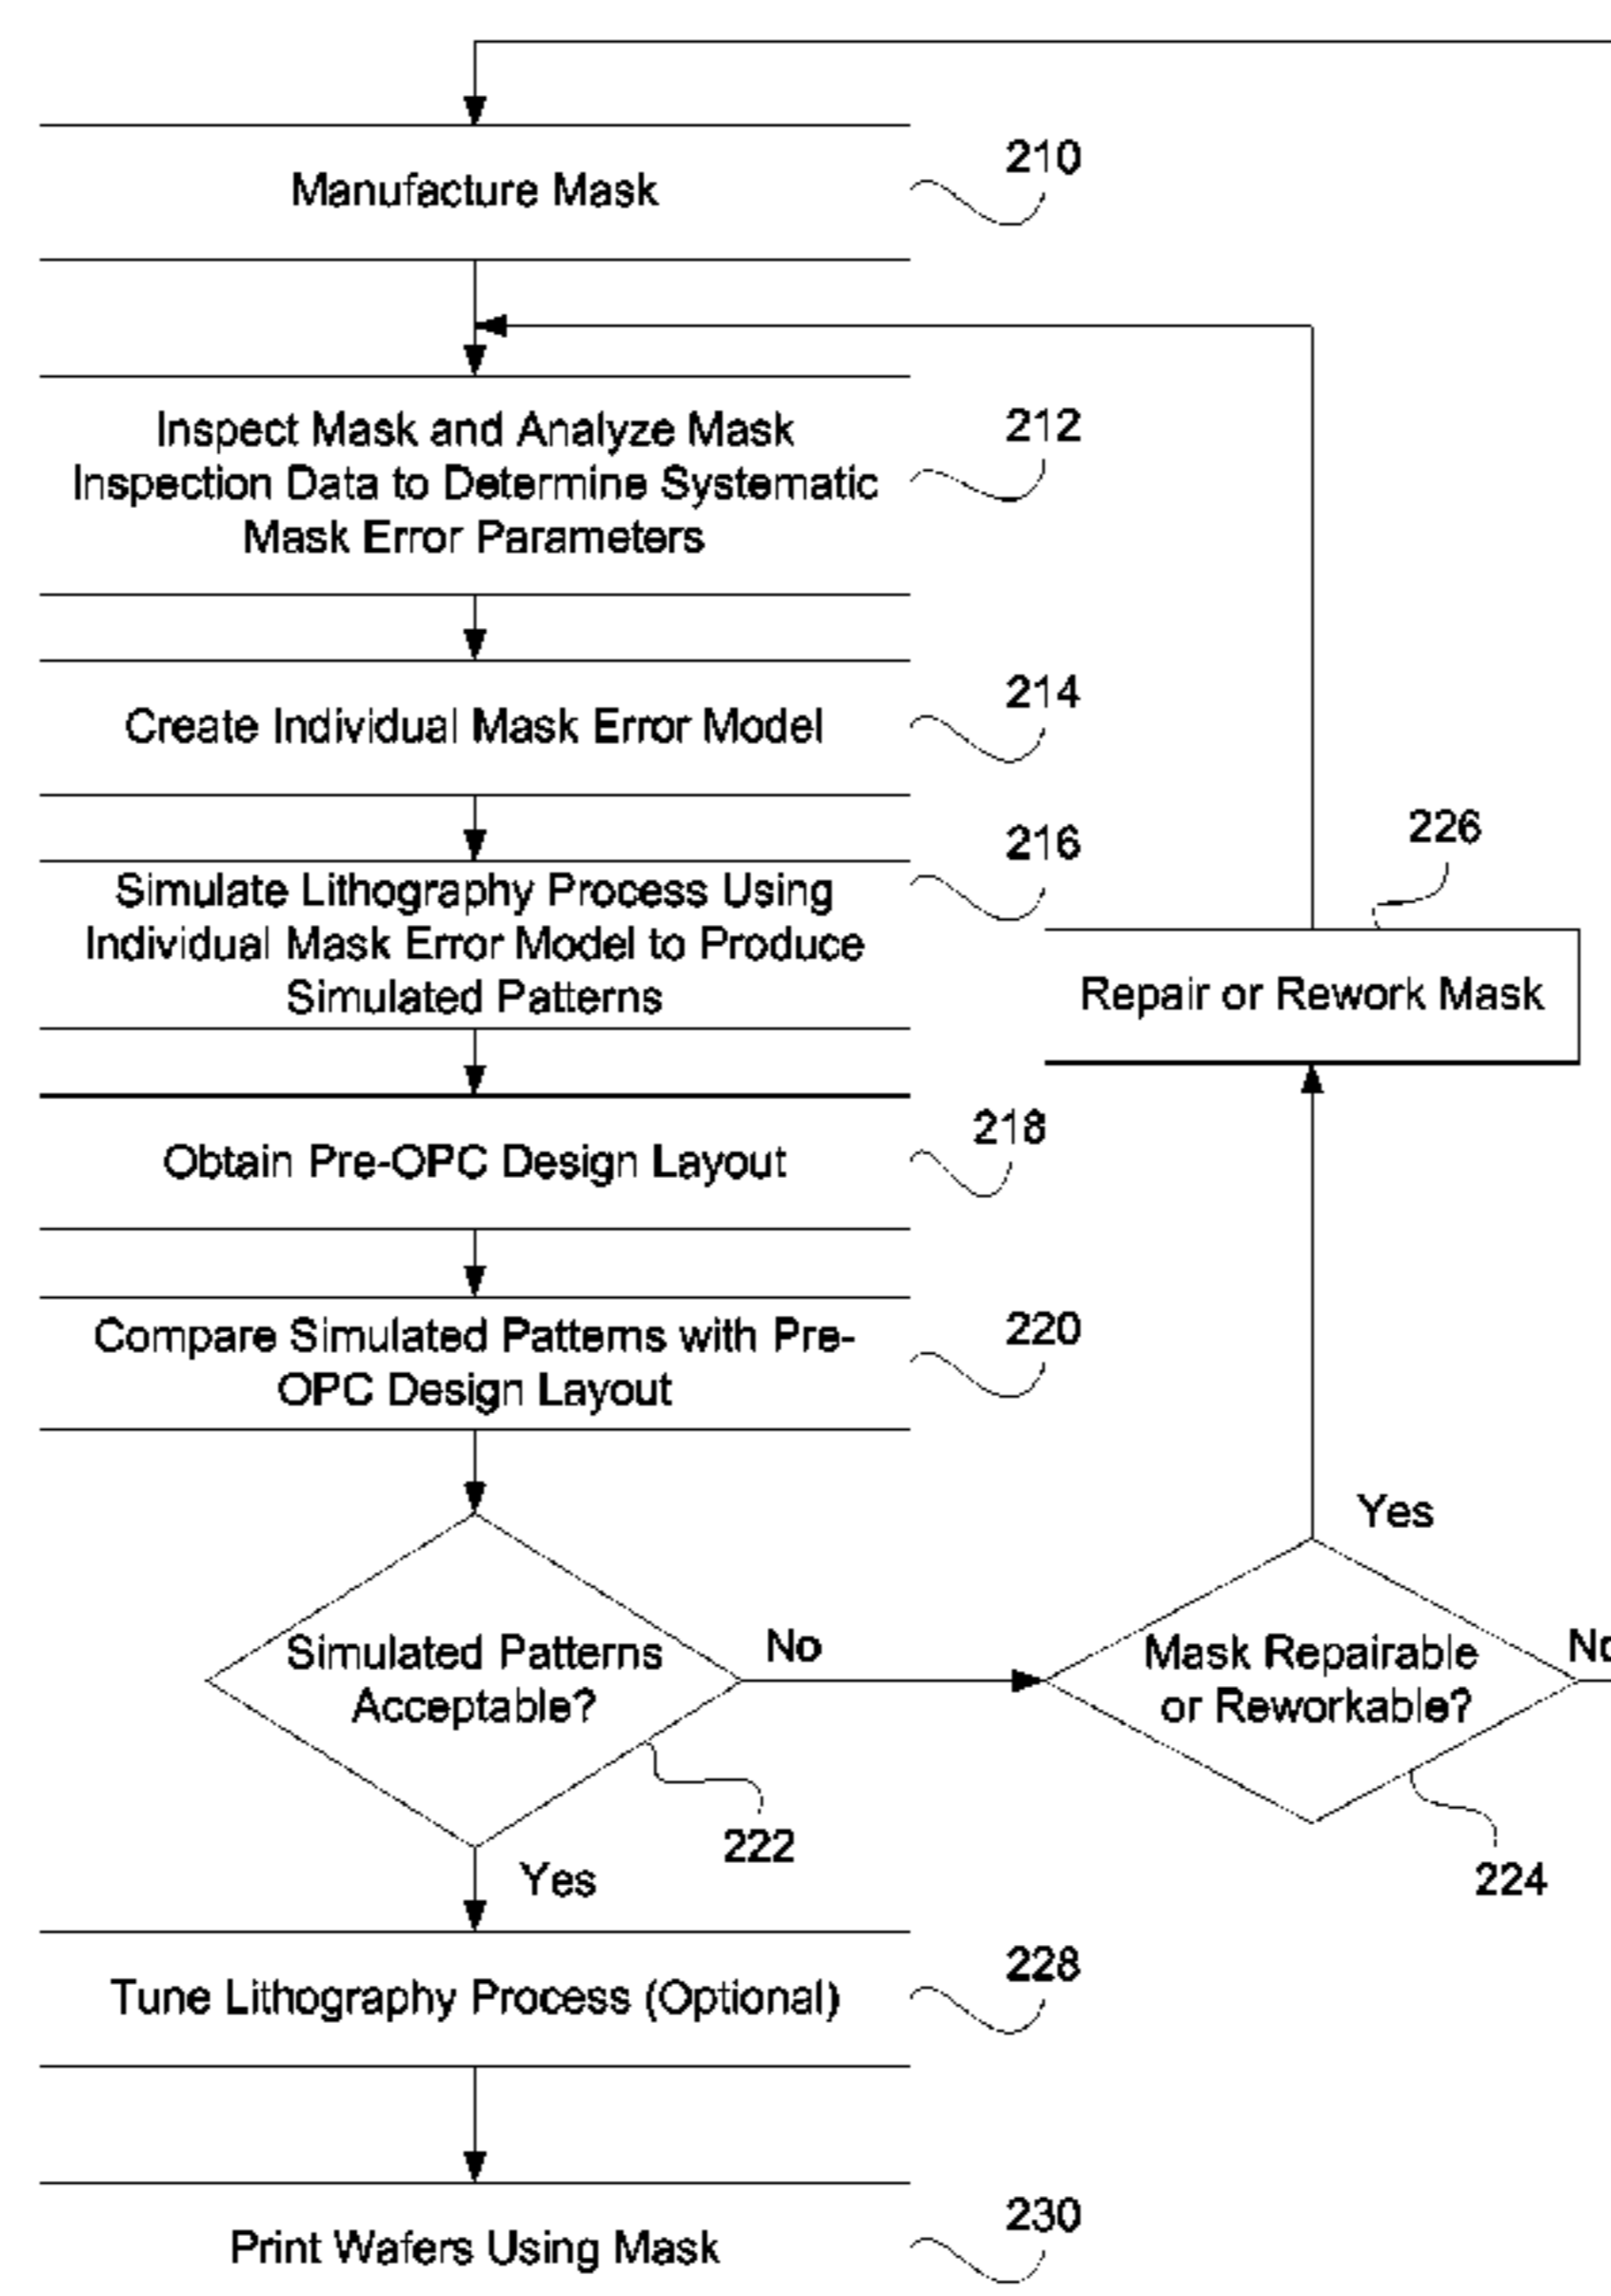 210
Manufacture Mask
212
Inspect Mask and Analyze Mask
Inspection Data to Determine Systematic
Mask Error Parameters
214
Create Individual Mask Error Model
216
Simulate Lithography Process Using
Individual Mask Error Model to Produce
Simulated Patterns
226
Repair or Rework Mask
218
Obtain Pre-OPC Design Layout
220
Compare Simulated Patterns with Pre-
OPC Design Layout
Simulated Patterns
Acceptable?
No
222
Yes
Yes
Mask Repairable
or Reworkable?
224
228
Tune Lithography Process (Optional)
230
Print Wafers Using Mask